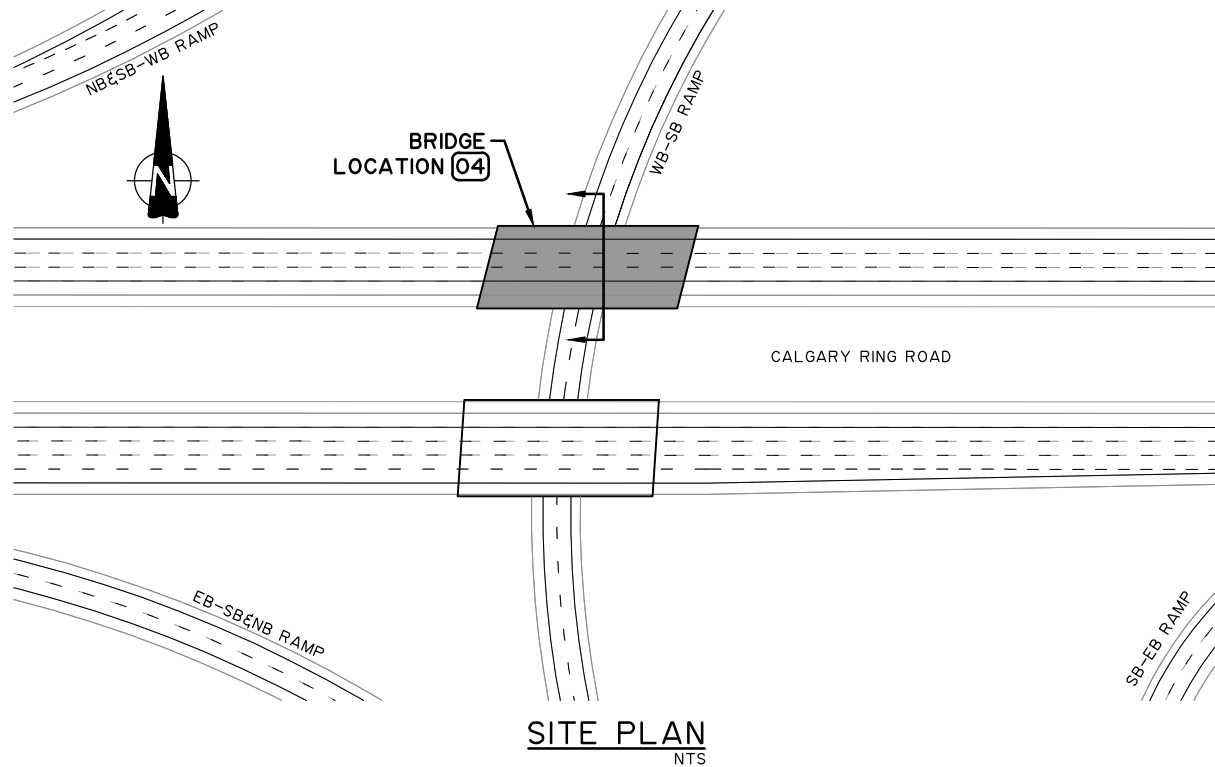 NB&SB-WB RAMP
WB-SB RAMP
BRIDGE
LOCATION 04
N
CALGARY RING ROAD
EB-SB&NB RAMP
SB-EB RAMP
SITE PLAN
NTS